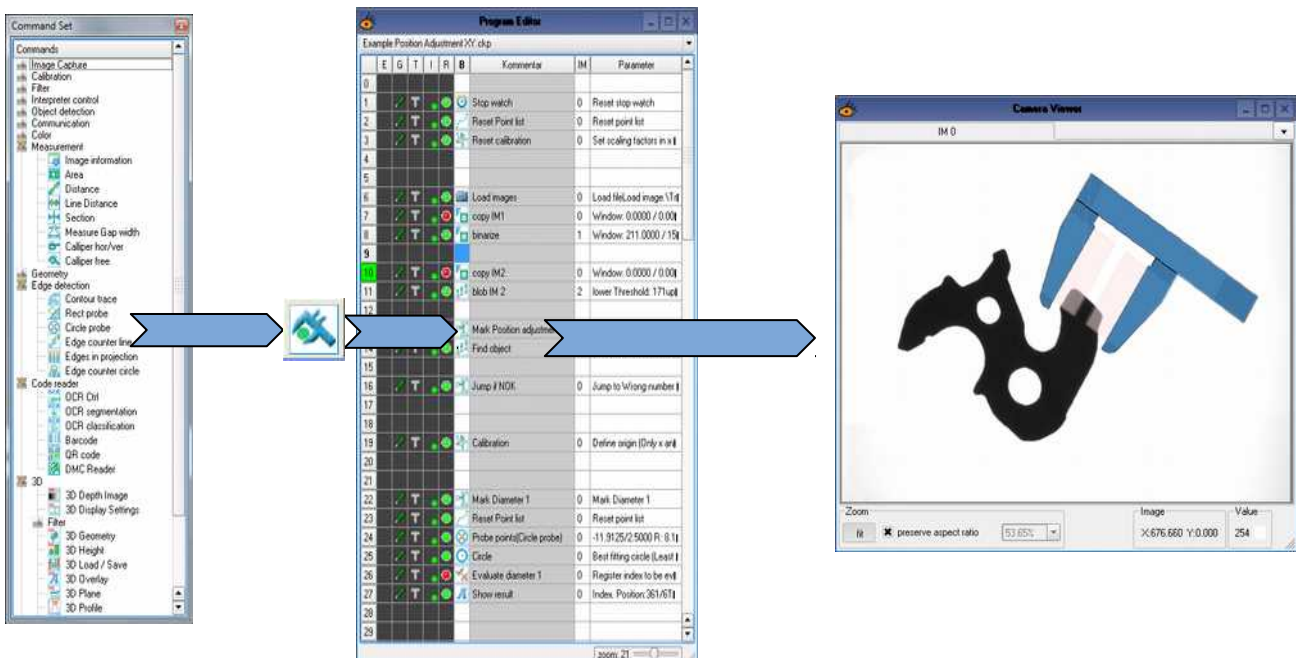 Command Set
Commands
Image Capture
Calibration
Filter
Interpreter control
Object detection
Communication
Color
Measurement
Image information
Area
Distance
Line Distance
Section
Measure Gap width
Calliper hor/ver
Calliper free
Geometry
Edge detection
Contour trace
Rect probe
Circle probe
Edge counter line
Edges in projection
Edge counter circle
Code reader
OCR Ctrl
OCR segmentation
OCR classification
Barcode
QR code
DMC Reader
3D
3D Depth Image
3D Display Settings
Filter
3D Geometry
3D Height
3D Load / Save
3D Overlay
3D Plane
3D Profile
Program Editor
Example Position Adjustment XY.ckp
E G T I R B Kommentar IM Parameter
0
1 T Stop watch 0 Reset stop watch
2 T Reset Point list 0 Reset point list
3 T Reset calibration 0 Set scaling factors in x
4
5
6 T Load images 0 Load fileLoad image.\Trif
7 T copy IM1 0 Window: 0.0000 / 0.00
8 T binarize 1 Window: 211.0000 / 15
9
10 T copy IM2 0 Window: 0.0000 / 0.00
11 T blob IM 2 2 lower Threshold: 171up
12
Mark Position adjustme
14 T Find object
15
16 T Jump if NOK 0 Jump to Wrong number
17
18
19 T Calibration 0 Define origin (Only x an
20
21
22 T Mark Diameter 1 0 Mark Diameter 1
23 T Reset Point list 0 Reset point list
24 T Probe points(Circle probe) 0 -11.9125/2.5000 R: 8.1
25 T Circle 0 Best fitting circle (Least
26 T Evaluate diameter 1 0 Register index to be ev
27 T Show result 0 Index. Position:361/61
28
29
zoom: 21
Camera Viewer
IM 0
Zoom
fit preserve aspect ratio 53.65%
Image
X:676.660 Y:0.000
Value
254